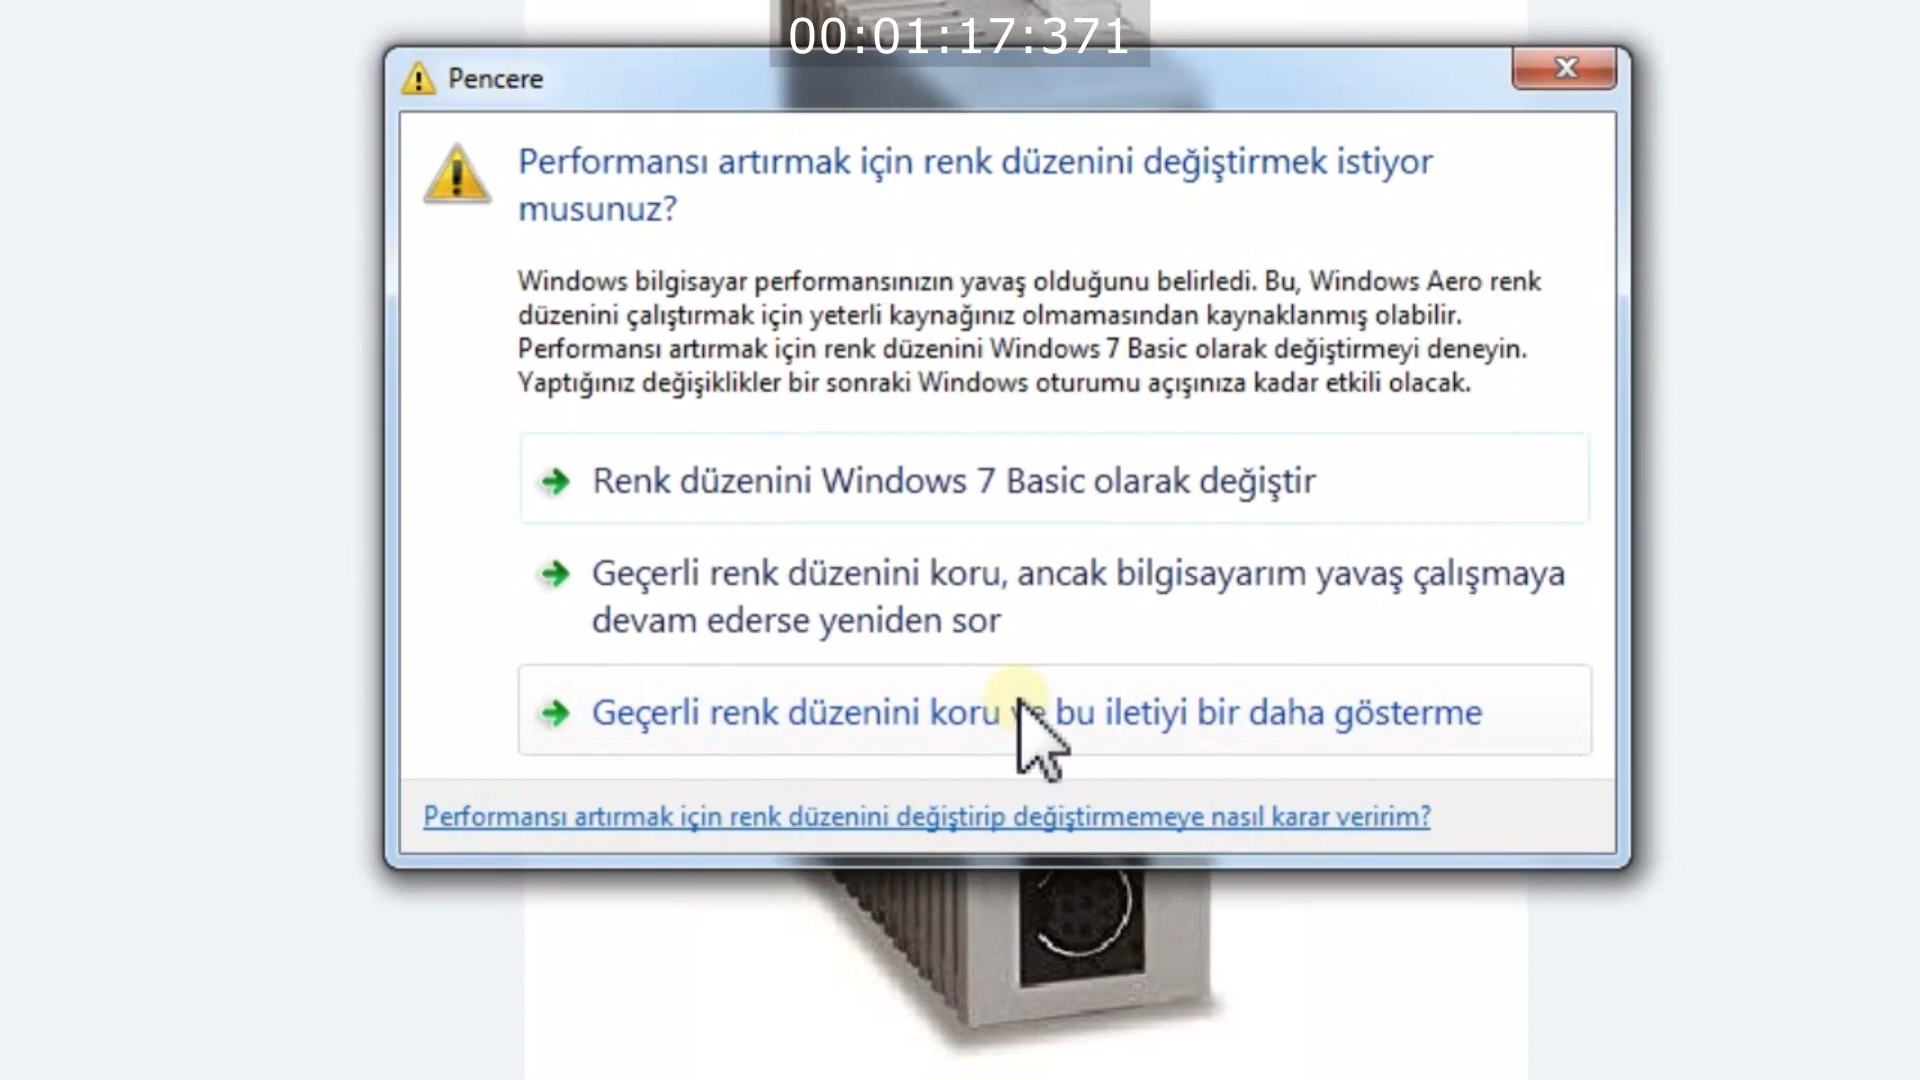 00:01:17:371
Pencere
Performansı artırmak için renk düzenini değiştirmek istiyor
musunuz?
Windows bilgisayar performansınızın yavaş olduğunu belirledi. Bu, Windows Aero renk
düzenini çalıştırmak için yeterli kaynağınız olmamasından kaynaklanmış olabilir.
Performansı artırmak için renk düzenini Windows 7 Basic olarak değiştirmeyi deneyin.
Yaptığınız değişiklikler bir sonraki Windows oturumu açışınıza kadar etkili olacak.
Renk düzenini Windows 7 Basic olarak değiştir
Geçerli renk düzenini koru, ancak bilgisayarım yavaş çalışmaya
devam ederse yeniden sor
Geçerli renk düzenini koru ve bu iletiyi bir daha gösterme
Performansı artırmak için renk düzenini değiştirip değiştirmemeye nasıl karar veririm?